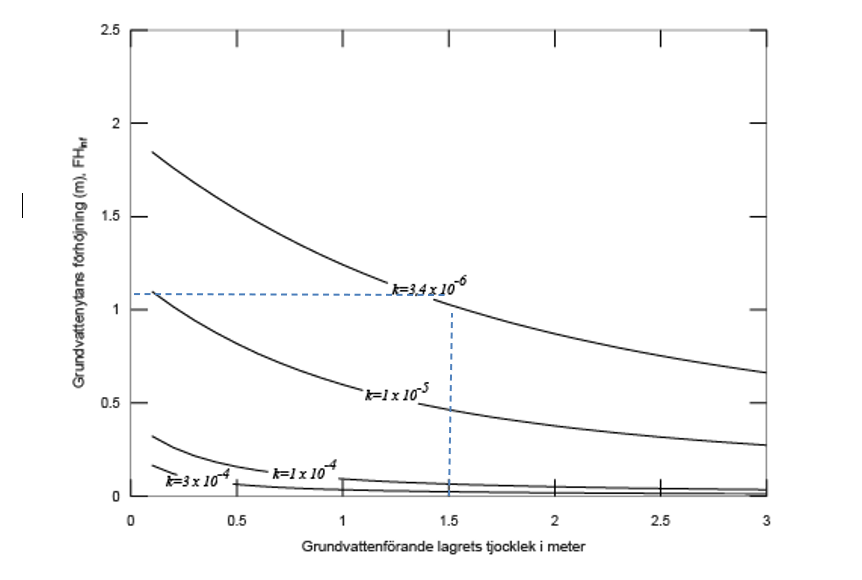 2.5
2
1.5
1
0.5
0
Grundvattenytans förhöjning (m), FHinf
k=3,4 x 10-6
k=1 x 10-5
k=1 x 10-4
k=3 x 10-4
0 0.5 1 1.5 2 2.5 3
Grundvattenförande lagrets tjocklek i meter